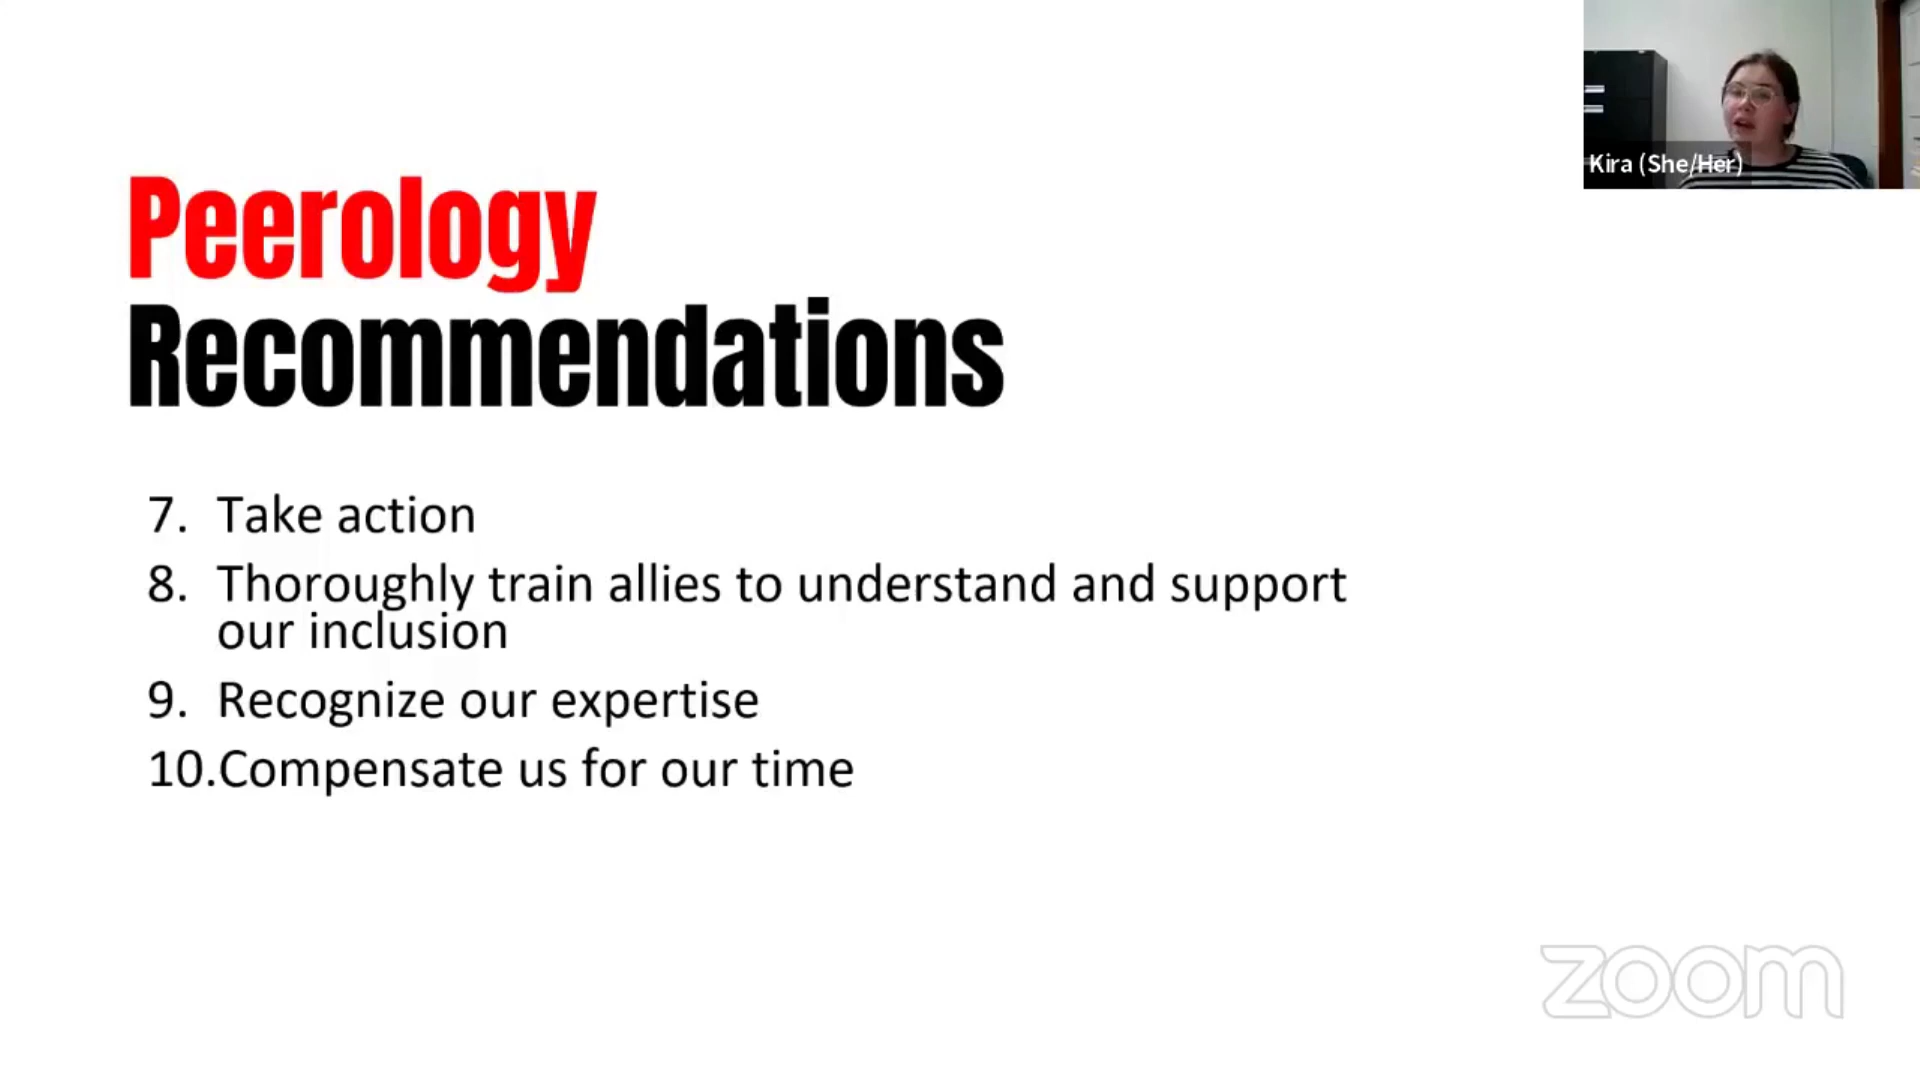 Kira (She/Her)
Peerology
Recommendations
7. Take action
8. Thoroughly train allies to understand and support
our inclusion
9. Recognize our expertise
10.Compensate us for our time
zoom